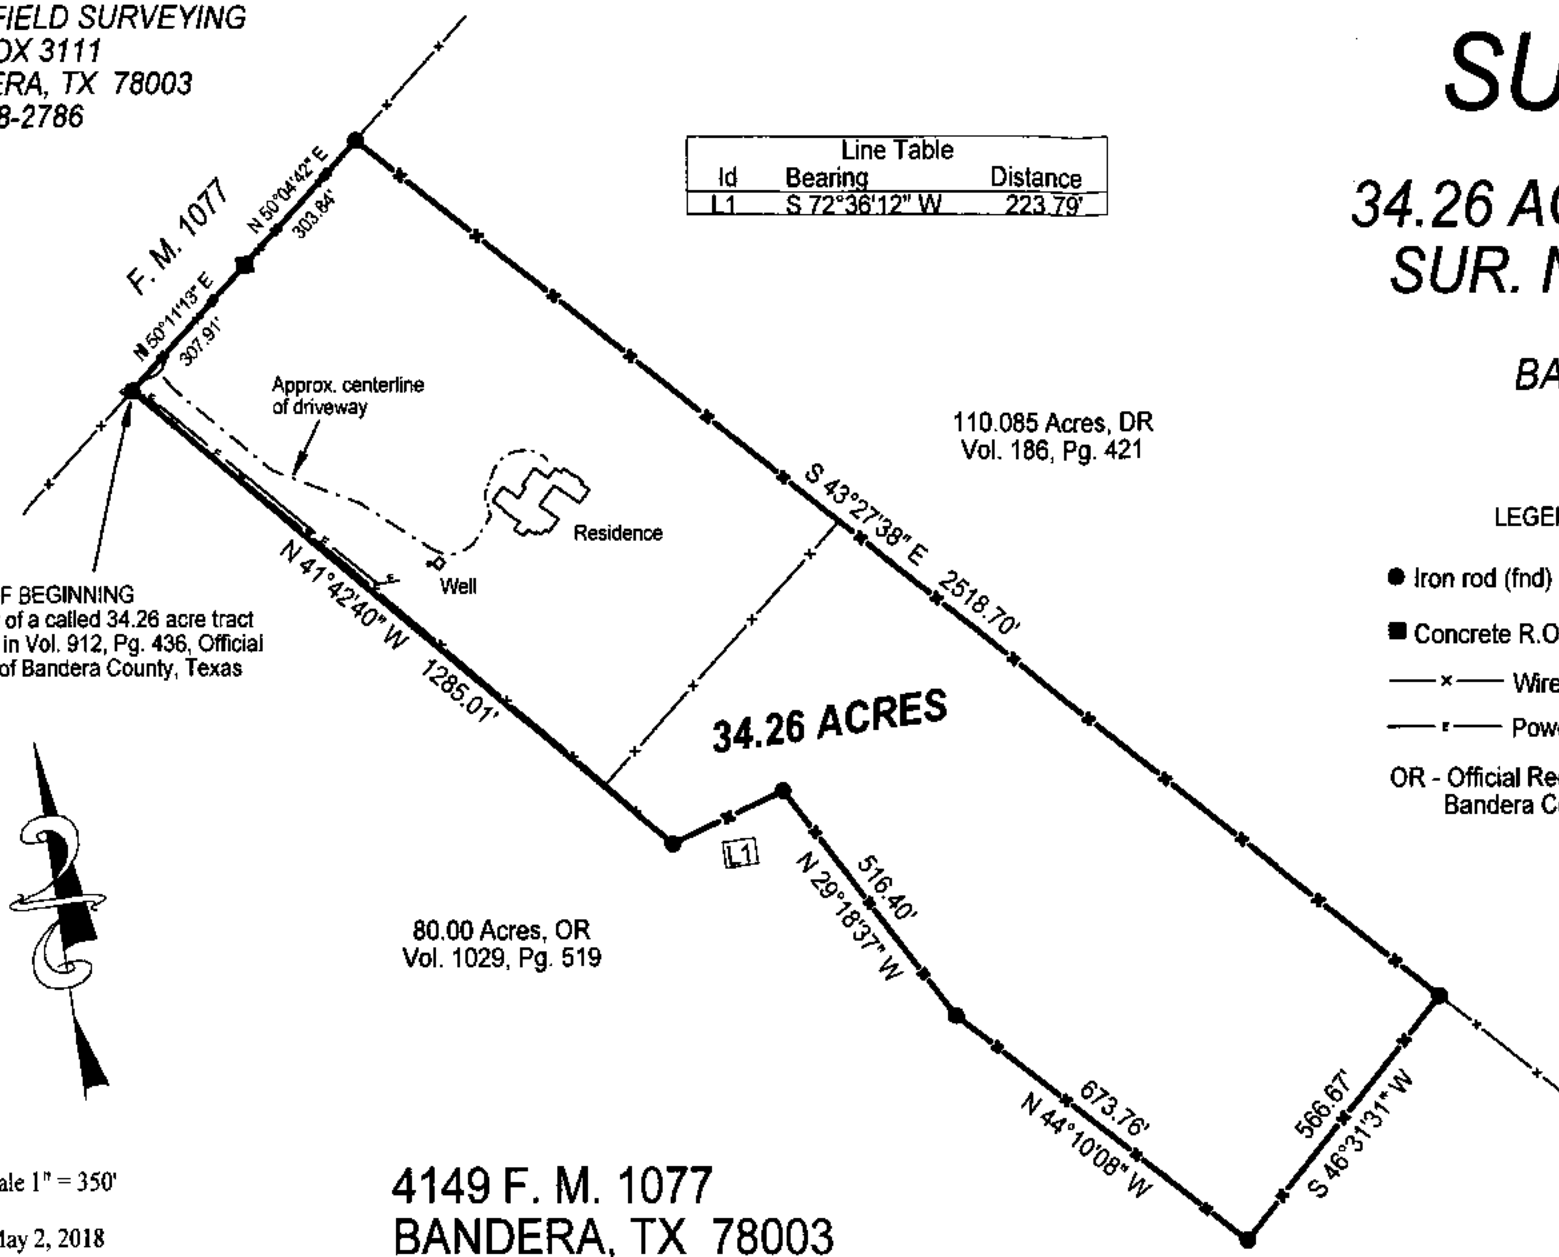 FIELD SURVEYING
OX 3111
ERA, TX 78003
8-2786
SU
34.26 AC
SUR. N
BA
Line Table
Id Bearing Distance
L1 S 72°36'12" W 223.79'
F. M. 1077
N 50°04'42" E
303.84'
N 50°11'13" E
307.91'
Approx. centerline
of driveway
Residence
Well
110.085 Acres, DR
Vol. 186, Pg. 421
S 43°27'38" E 2518.70'
N 41°42'40" W 1285.01'
F BEGINNING
of a called 34.26 acre tract
in Vol. 912, Pg. 436, Official
of Bandera County, Texas
LEGE
Iron rod (fnd)
Concrete R.O
x Wire
E Powe
OR - Official Re
Bandera C
34.26 ACRES
L1
516.40'
N 29°18'37" W
80.00 Acres, OR
Vol. 1029, Pg. 519
673.76'
N 44°10'08" W
566.67'
S 46°31'31" W
ale 1" = 350'
May 2, 2018
4149 F. M. 1077
BANDERA, TX 78003